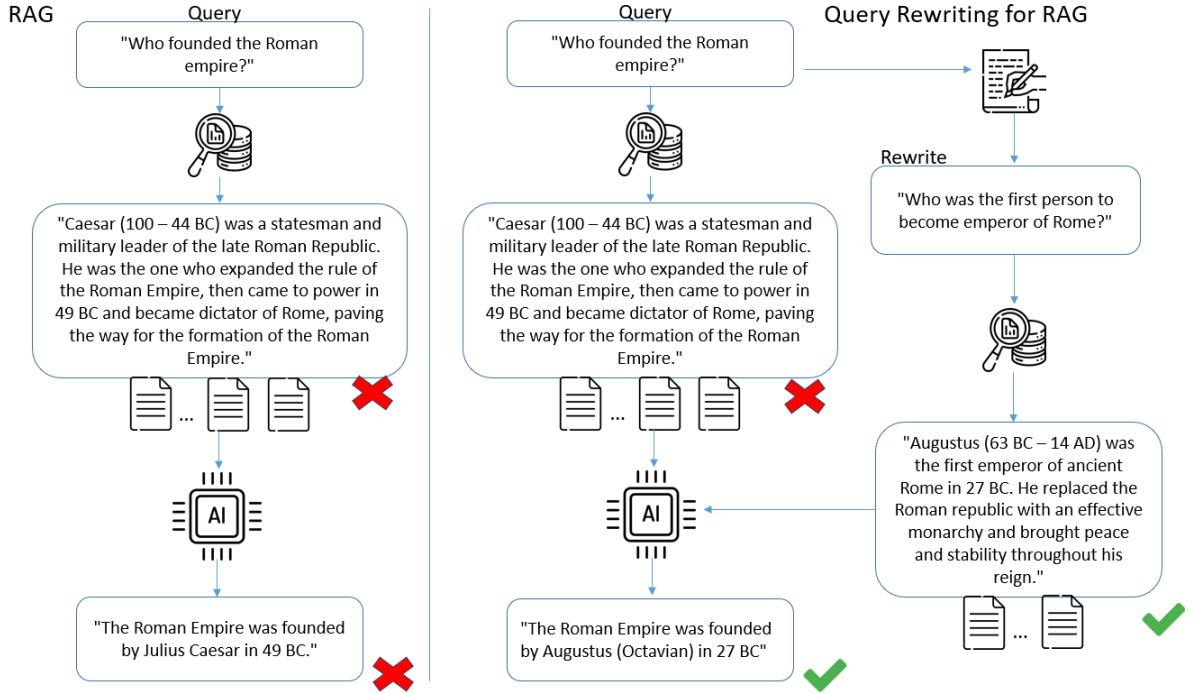 RAG
Query
"Who founded the Roman
empire?"
"Caesar (100 – 44 BC) was a statesman and
military leader of the late Roman Republic.
He was the one who expanded the rule of
the Roman Empire, then came to power in
49 BC and became dictator of Rome, paving
the way for the formation of the Roman
Empire."
...
AI
"The Roman Empire was founded
by Julius Caesar in 49 BC."
Query
"Who founded the Roman
empire?"
"Caesar (100 – 44 BC) was a statesman and
military leader of the late Roman Republic.
He was the one who expanded the rule of
the Roman Empire, then came to power in
49 BC and became dictator of Rome, paving
the way for the formation of the Roman
Empire."
...
AI
"The Roman Empire was founded
by Augustus (Octavian) in 27 BC"
Query Rewriting for RAG
Rewrite
"Who was the first person to
become emperor of Rome?"
"Augustus (63 BC – 14 AD) was
the first emperor of ancient
Rome in 27 BC. He replaced the
Roman republic with an effective
monarchy and brought peace
and stability throughout his
reign."
...